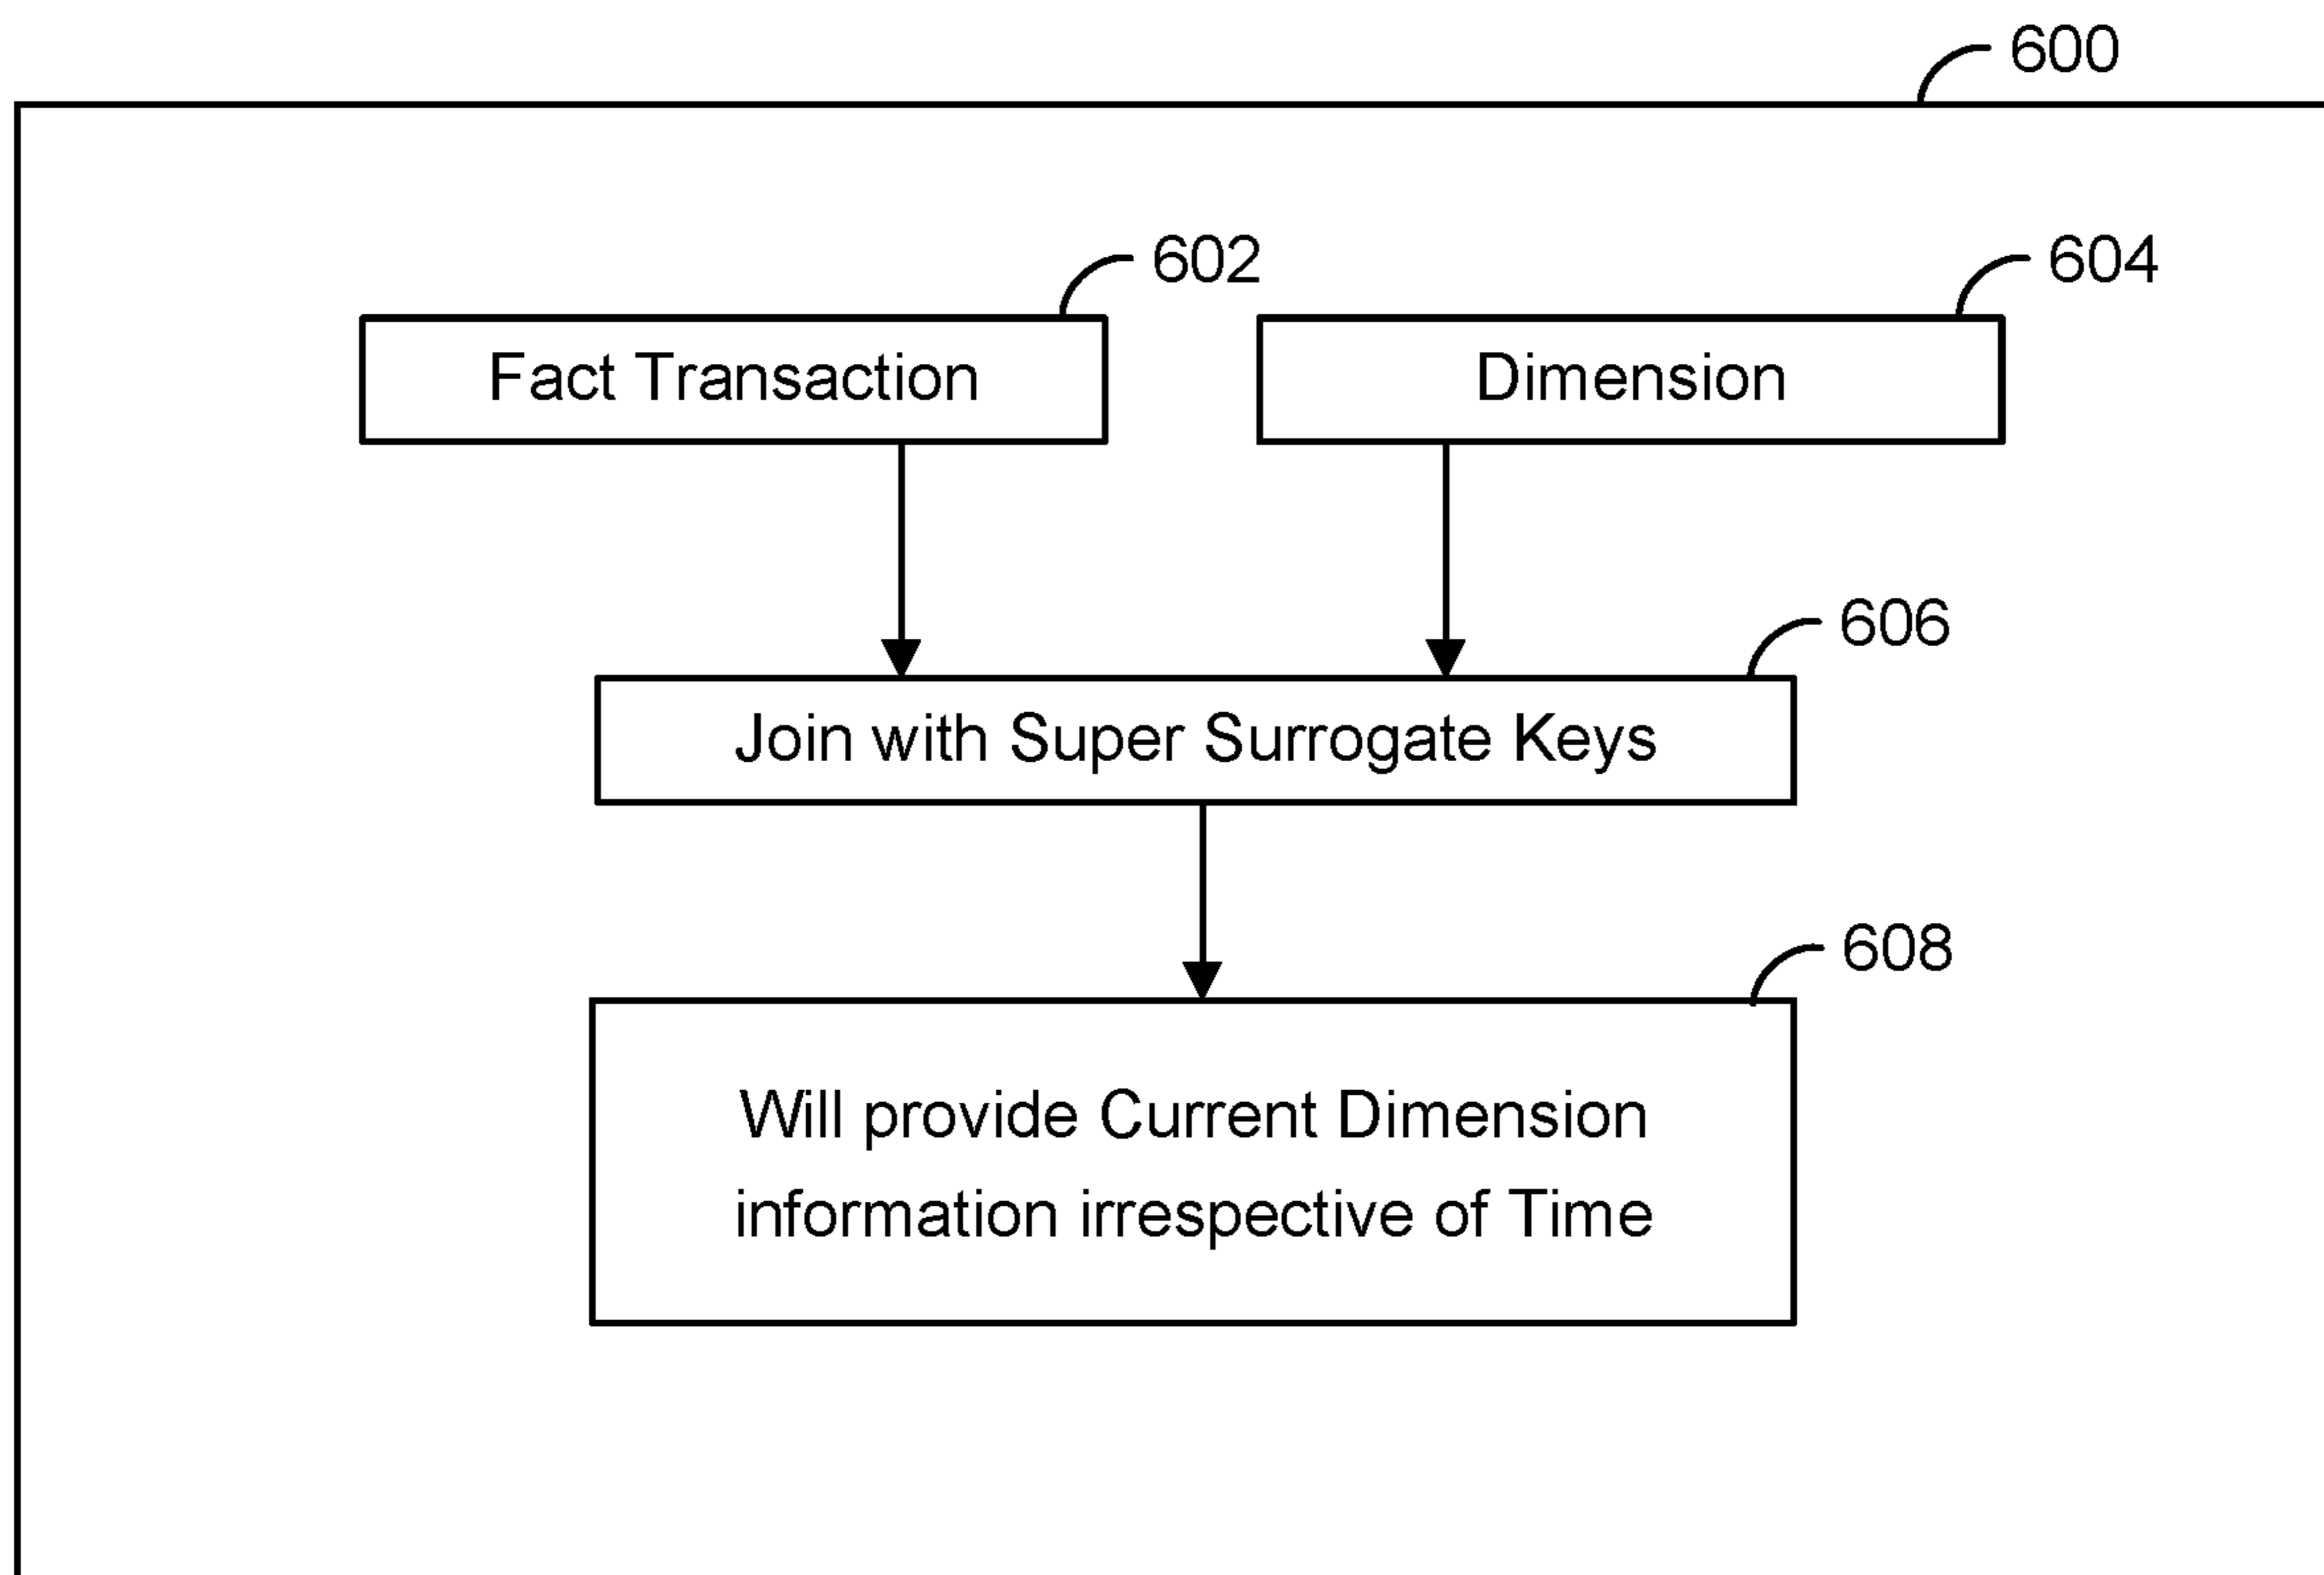 600
602
604
Fact Transaction
Dimension
606
Join with Super Surrogate Keys
608
Will provide Current Dimension
information irrespective of Time